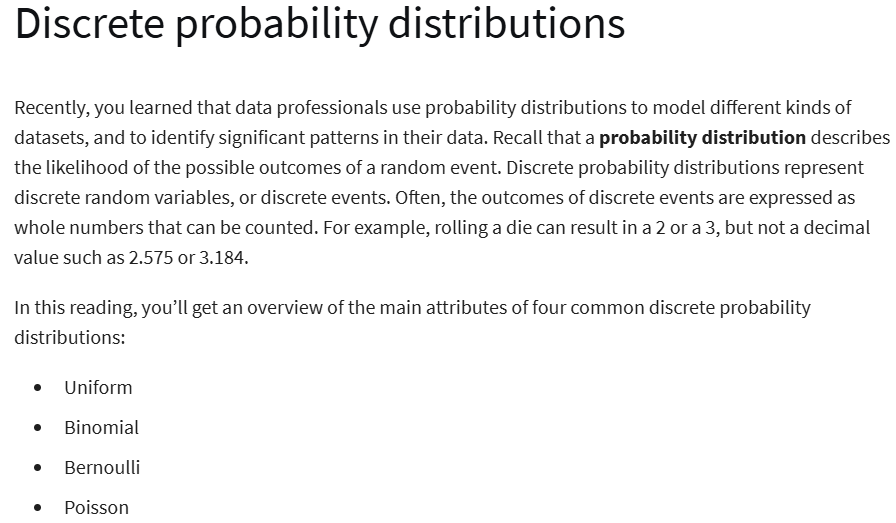 Discrete probability distributions
Recently, you learned that data professionals use probability distributions to model different kinds of
datasets, and to identify significant patterns in their data. Recall that a probability distribution describes
the likelihood of the possible outcomes of a random event. Discrete probability distributions represent
discrete random variables, or discrete events. Often, the outcomes of discrete events are expressed as
whole numbers that can be counted. For example, rolling a die can result in a 2 or a 3, but not a decimal
value such as 2.575 or 3.184.
In this reading, you’ll get an overview of the main attributes of four common discrete probability
distributions:
• Uniform
• Binomial
• Bernoulli
• Poisson